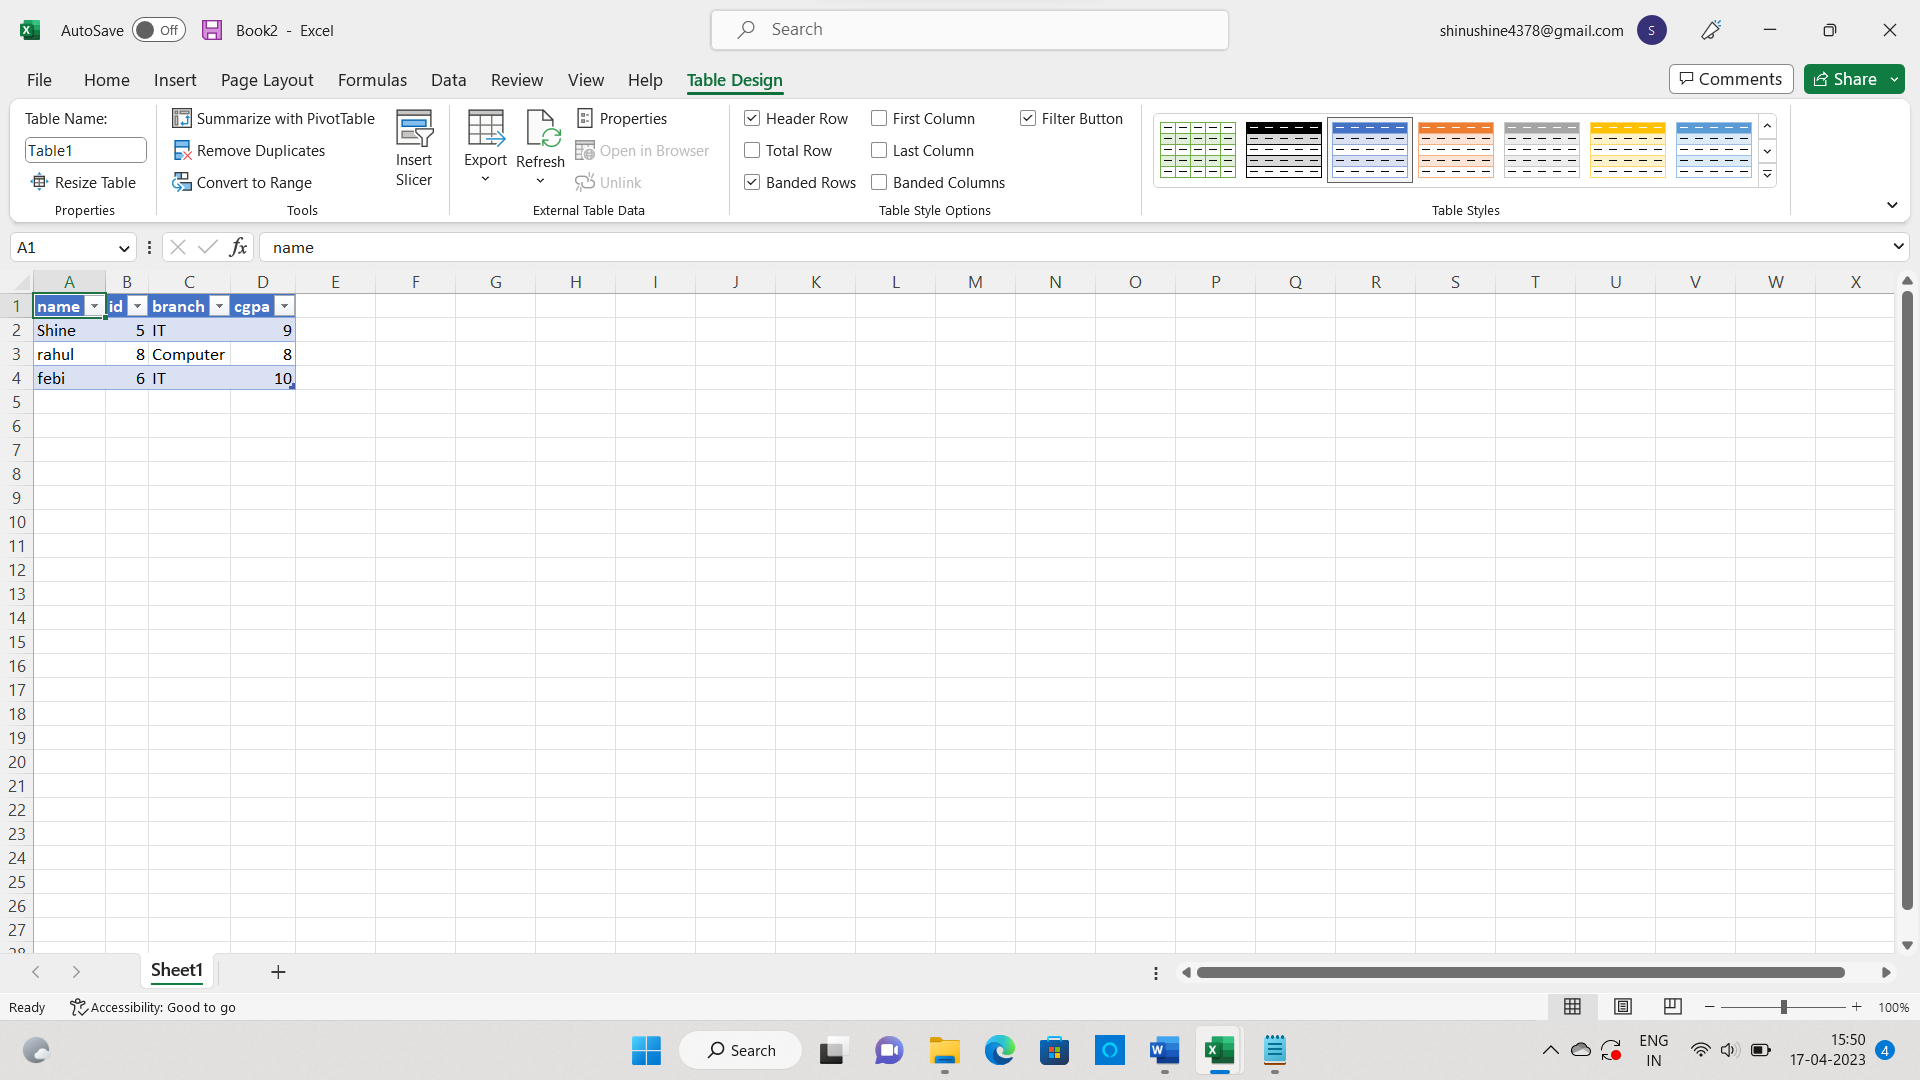 AutoSave Off Book2 - Excel Search shinushine4378@gmail.com S
File Home Insert Page Layout Formulas Data Review View Help Table Design Comments Share
Table Name:
Table1
Resize Table
Properties
Summarize with PivotTable
Remove Duplicates
Convert to Range
Tools
Insert
Slicer
Export
Refresh
Properties
Open in Browser
Unlink
External Table Data
Header Row First Column Filter Button
Total Row Last Column
Banded Rows Banded Columns
Table Style Options
Table Styles
A1 fx name
A B C D E F G H I J K L M N O P Q R S T U V W X
1 name id branch cgpa
2 Shine 5 IT 9
3 rahul 8 Computer 8
4 febi 6 IT 10
5
6
7
8
9
10
11
12
13
14
15
16
17
18
19
20
21
22
23
24
25
26
27
28
Sheet1
Ready Accessibility: Good to go 100%
Search
ENG
IN
15:50
17-04-2023
4